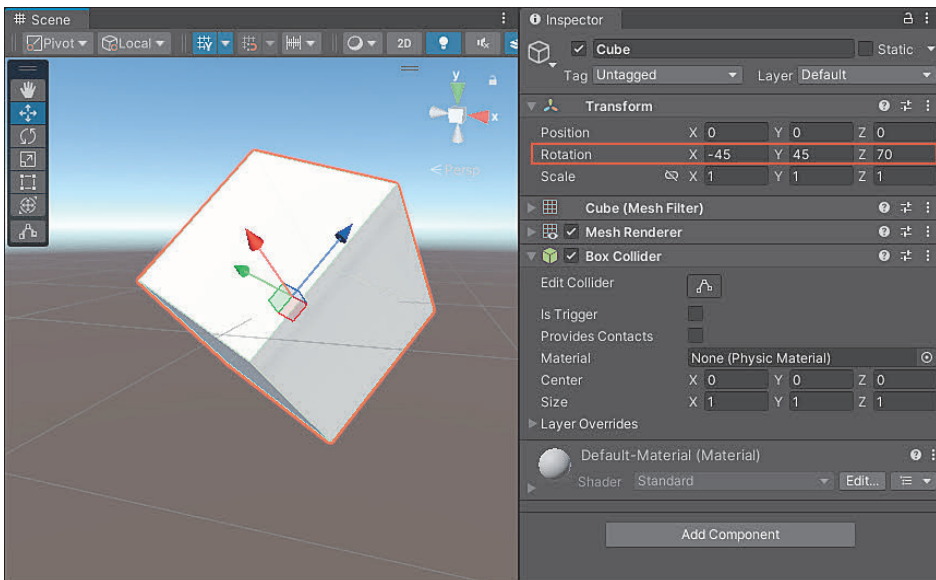 Scene
Pivot
Local
2D
y
x
< Persp
Inspector
Cube
Static
Tag Untagged
Layer Default
Transform
Position X 0 Y 0 Z 0
Rotation X -45 Y 45 Z 70
Scale X 1 Y 1 Z 1
Cube (Mesh Filter)
Mesh Renderer
Box Collider
Edit Collider
Is Trigger
Provides Contacts
Material None (Physic Material)
Center X 0 Y 0 Z 0
Size X 1 Y 1 Z 1
Layer Overrides
Default-Material (Material)
Shader Standard Edit...
Add Component